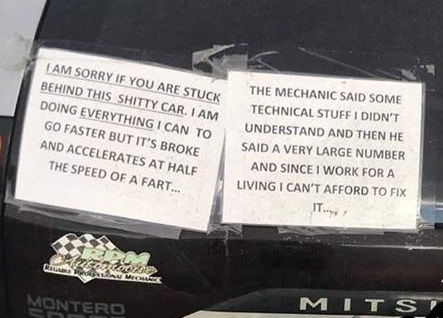 I AM SORRY IF YOU ARE STUCK
BEHIND THIS SHITTY CAR. I AM
DOING EVERYTHING I CAN TO
GO FASTER BUT IT'S BROKE
AND ACCELERATES AT HALF
THE SPEED OF A FART...
THE MECHANIC SAID SOME
TECHNICAL STUFF I DIDN'T
UNDERSTAND AND THEN HE
SAID A VERY LARGE NUMBER
AND SINCE I WORK FOR A
LIVING I CAN'T AFFORD TO FIX
IT....
RPM
Automotive
RELIABLE PROFESSIONAL MECHANIC
MONTERO
MITS